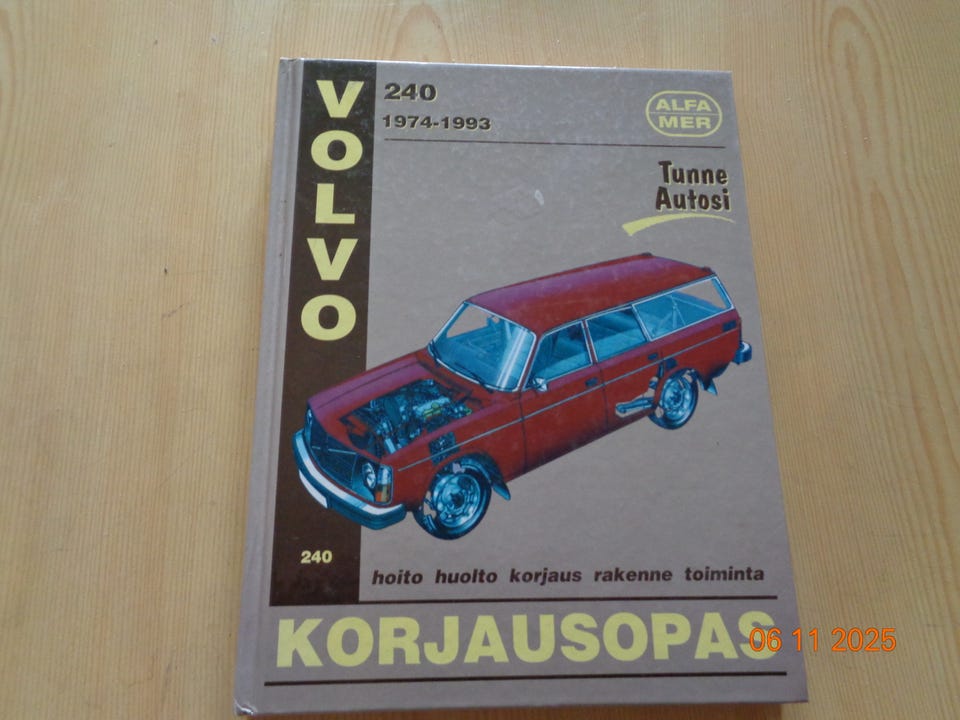 VOLVO
240
1974-1993
ALFA
MER
Tunne
Autosi
240
hoito huolto korjaus rakenne toiminta
KORJAUSOPAS
06 11 2025